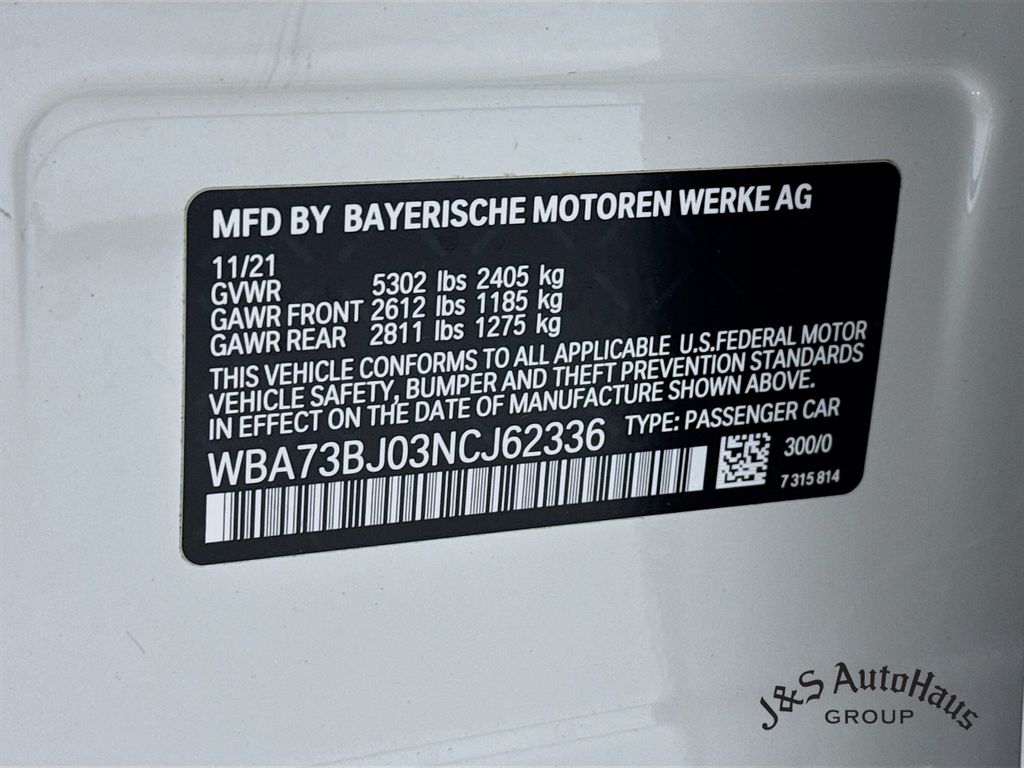 MFD BY BAYERISCHE MOTOREN WERKE AG
11/21
GVWR 5302 lbs 2405 kg
GAWR FRONT 2612 lbs 1185 kg
GAWR REAR 2811 lbs 1275 kg
THIS VEHICLE CONFORMS TO ALL APPLICABLE U.S.FEDERAL MOTOR
VEHICLE SAFETY, BUMPER AND THEFT PREVENTION STANDARDS
IN EFFECT ON THE DATE OF MANUFACTURE SHOWN ABOVE.
WBA73BJ03NCJ62336 TYPE: PASSENGER CAR
300/0
7 315 814
J&S AutoHaus
GROUP